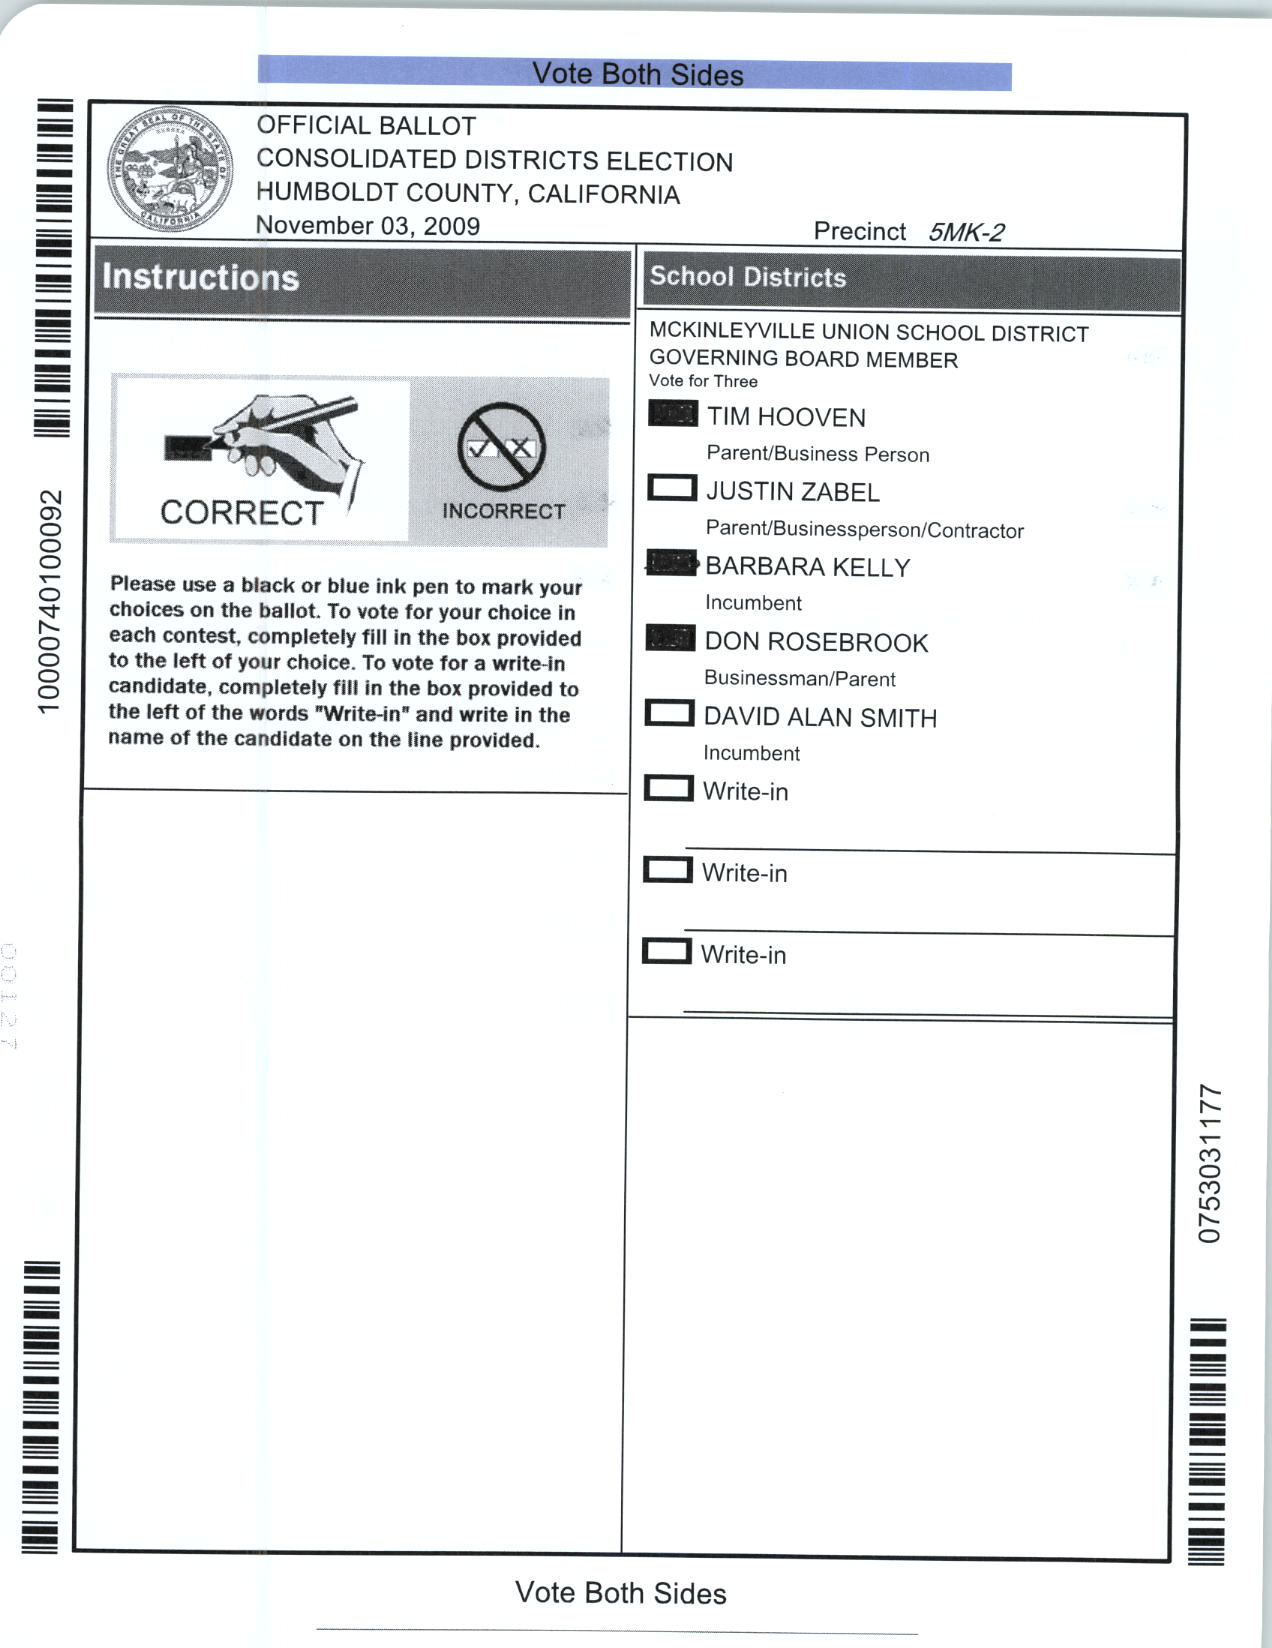 Vote Both Sides
OFFICIAL BALLOT
CONSOLIDATED DISTRICTS ELECTION
HUMBOLDT COUNTY, CALIFORNIA
November 03, 2009
Precinct 5MK-2
THE GREAT SEAL OF THE STATE OF CALIFORNIA
EUREKA
Instructions
CORRECT
INCORRECT
Please use a black or blue ink pen to mark your
choices on the ballot. To vote for your choice in
each contest, completely fill in the box provided
to the left of your choice. To vote for a write-in
candidate, completely fill in the box provided to
the left of the words "Write-in" and write in the
name of the candidate on the line provided.
School Districts
MCKINLEYVILLE UNION SCHOOL DISTRICT
GOVERNING BOARD MEMBER
Vote for Three
TIM HOOVEN
Parent/Business Person
JUSTIN ZABEL
Parent/Businessperson/Contractor
BARBARA KELLY
Incumbent
DON ROSEBROOK
Businessman/Parent
DAVID ALAN SMITH
Incumbent
Write-in
Write-in
Write-in
10000740100092
00127
0753031177
Vote Both Sides